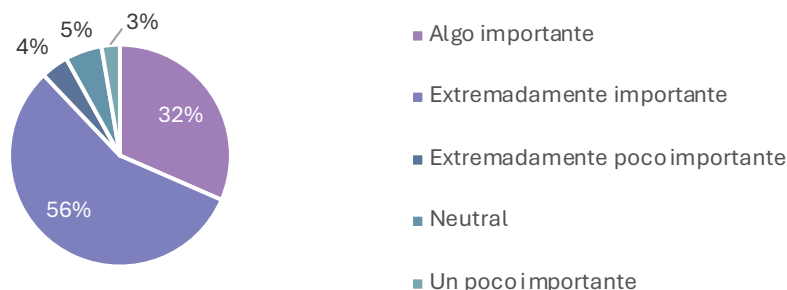 3%
5%
4%
32%
56%
Algo importante
Extremadamente importante
Extremadamente poco importante
Neutral
Un poco importante